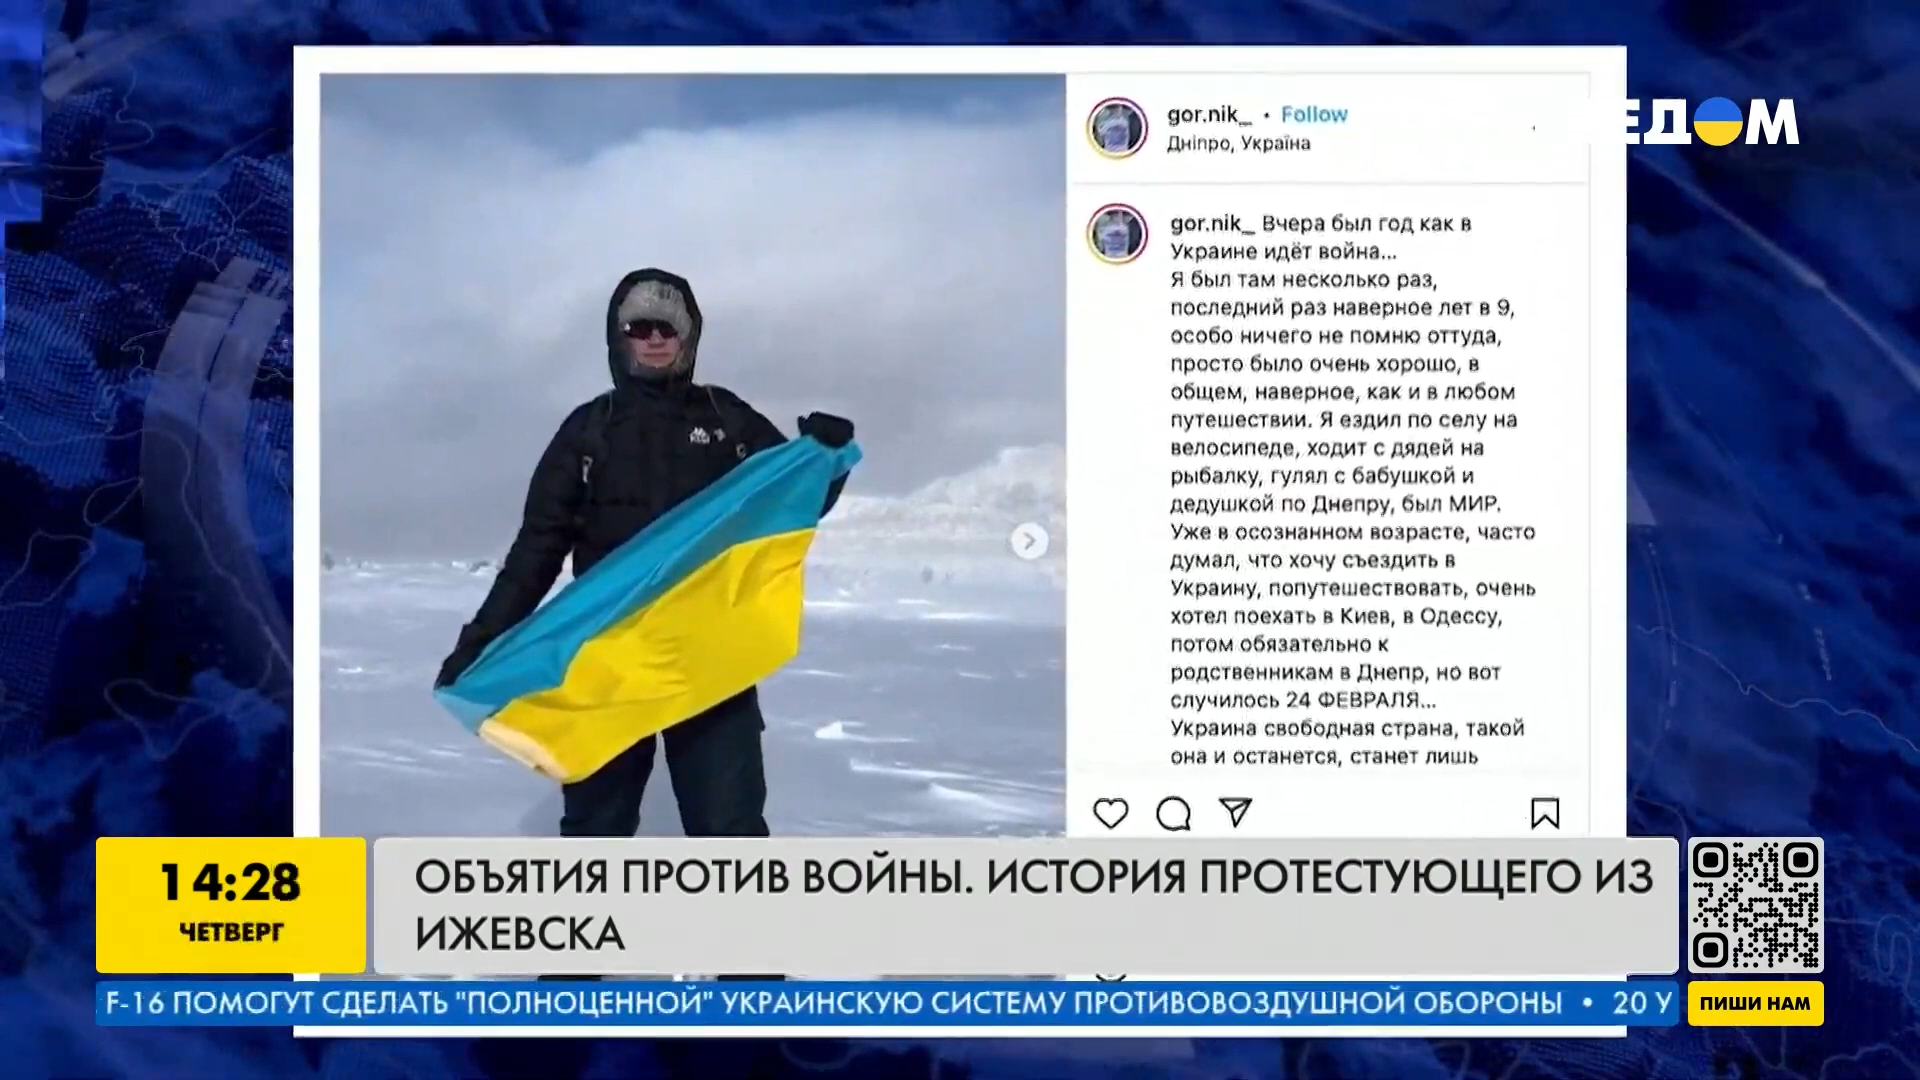 gor.nik_ • Follow
Дніпро, Україна
ЕДОМ
gor.nik_ Вчера был год как в
Украине идёт война...
Я был там несколько раз,
последний раз наверное лет в 9,
особо ничего не помню оттуда,
просто было очень хорошо, в
общем, наверное, как и в любом
путешествии. Я ездил по селу на
велосипеде, ходит с дядей на
рыбалку, гулял с бабушкой и
дедушкой по Днепру, был МИР.
Уже в осознанном возрасте, часто
думал, что хочу съездить в
Украину, попутешествовать, очень
хотел поехать в Киев, в Одессу,
потом обязательно к
родственникам в Днепр, но вот
случилось 24 ФЕВРАЛЯ...
Украина свободная страна, такой
она и останется, станет лишь
14:28
ЧЕТВЕРГ
ОБЪЯТИЯ ПРОТИВ ВОЙНЫ. ИСТОРИЯ ПРОТЕСТУЮЩЕГО ИЗ
ИЖЕВСКА
F-16 ПОМОГУТ СДЕЛАТЬ "ПОЛНОЦЕННОЙ" УКРАИНСКУЮ СИСТЕМУ ПРОТИВОВОЗДУШНОЙ ОБОРОНЫ • 20 У
ПИШИ НАМ